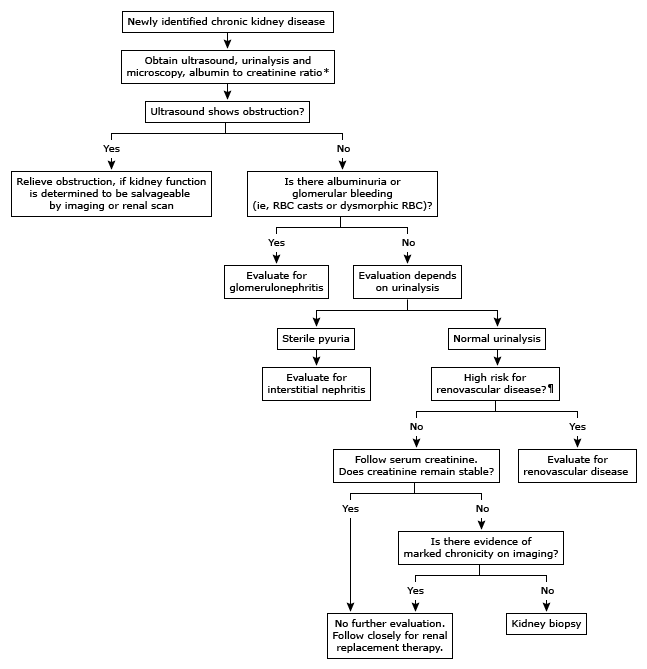 Newly identified chronic kidney disease
Obtain ultrasound, urinalysis and
microscopy, albumin to creatinine ratio*
Ultrasound shows obstruction?
Yes
No
Relieve obstruction, if kidney function
is determined to be salvageable
by imaging or renal scan
Is there albuminuria or
glomerular bleeding
(ie, RBC casts or dysmorphic RBC)?
Yes
No
Evaluate for
glomerulonephritis
Evaluation depends
on urinalysis
Sterile pyuria
Normal urinalysis
Evaluate for
interstitial nephritis
High risk for
renovascular disease?¶
No
Yes
Follow serum creatinine.
Does creatinine remain stable?
Evaluate for
renovascular disease
Yes
No
Is there evidence of
marked chronicity on imaging?
Yes
No
No further evaluation.
Follow closely for renal
replacement therapy.
Kidney biopsy